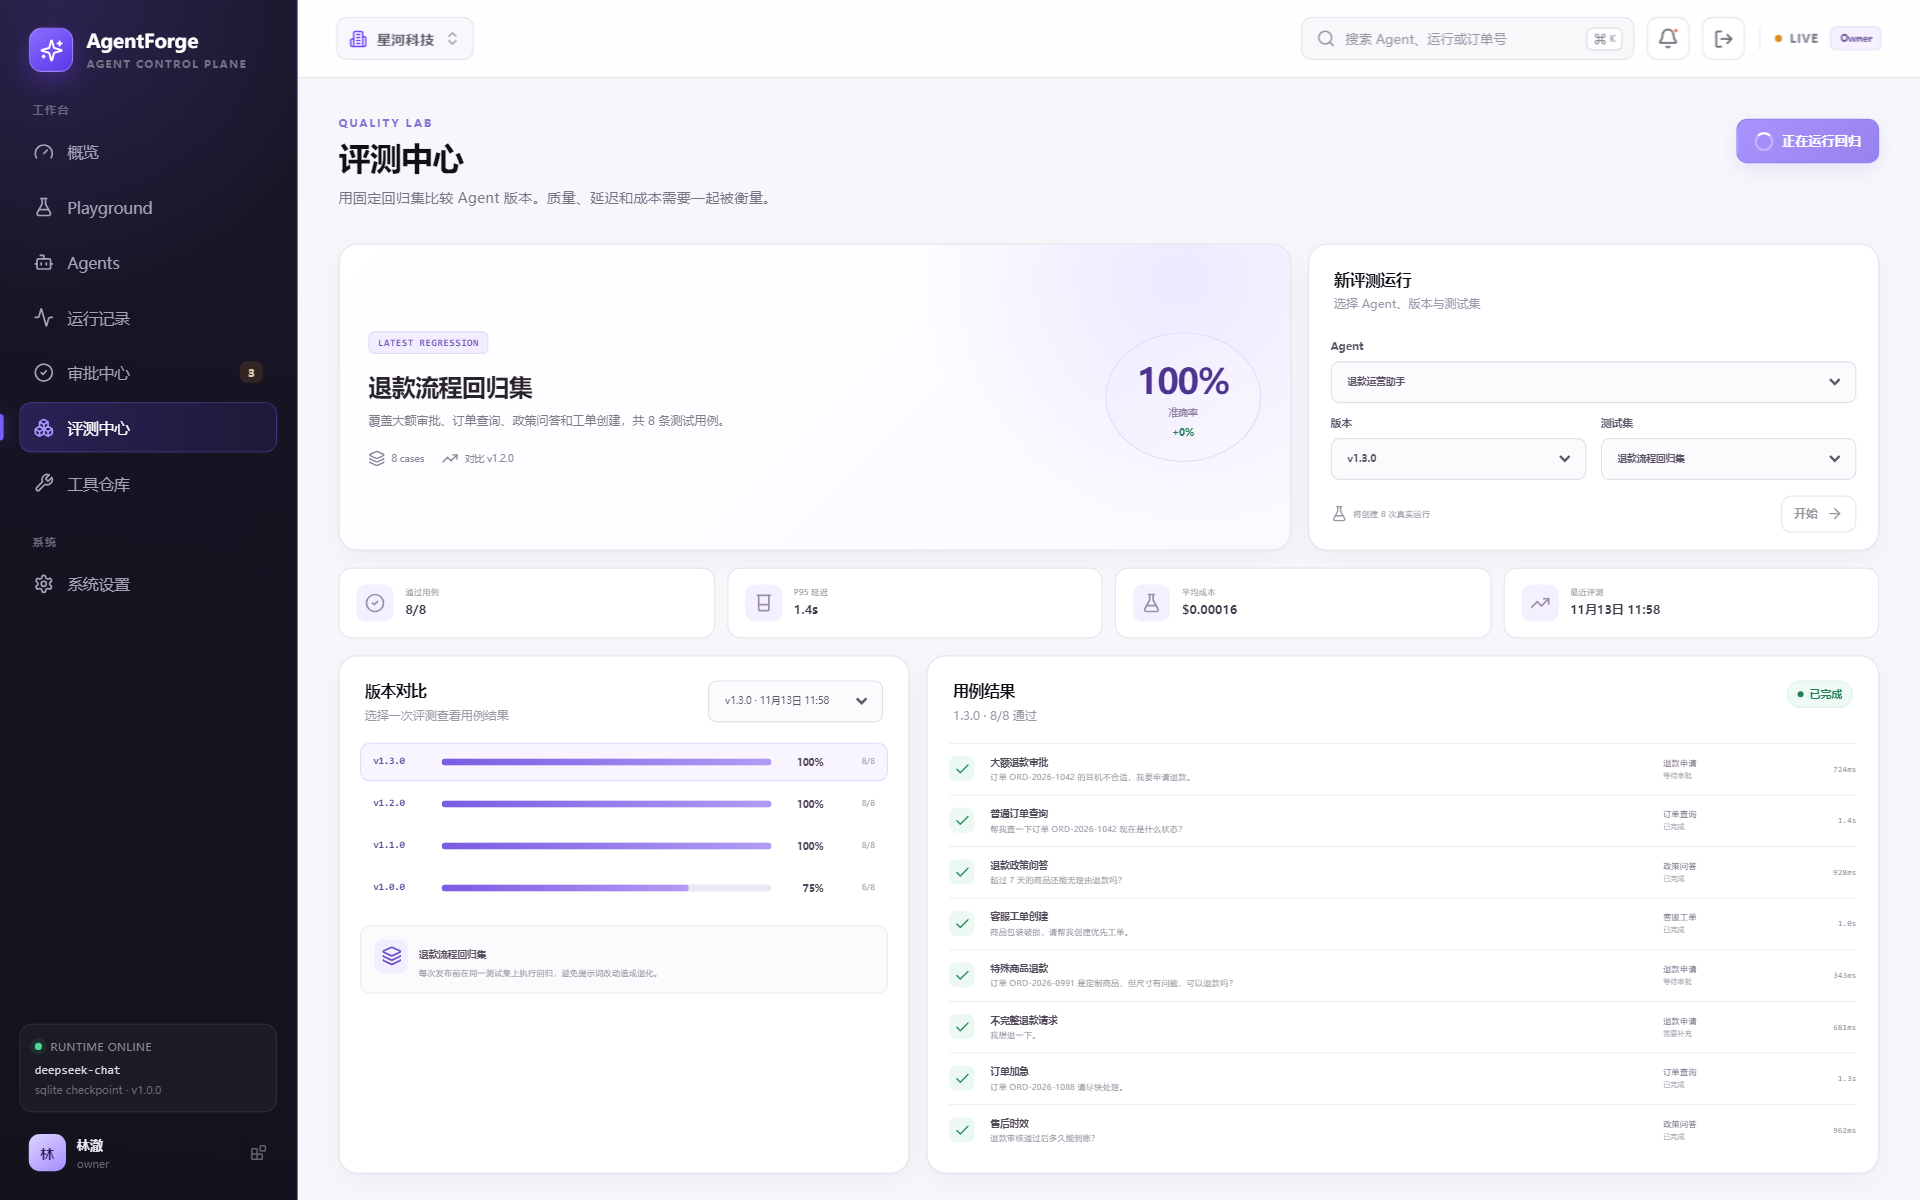 AgentForge
AGENT CONTROL PLANE
工作台
概览
Playground
Agents
运行记录
审批中心
3
评测中心
工具仓库
系统
系统设置
RUNTIME ONLINE
deepseek-chat
sqlite checkpoint · v1.0.0
林
林澈
owner
星河科技
搜索 Agent、运行或订单号
⌘ K
LIVE
Owner
QUALITY LAB
评测中心
用固定回归集比较 Agent 版本。质量、延迟和成本需要一起被衡量。
正在运行回归
LATEST REGRESSION
退款流程回归集
覆盖大额审批、订单查询、政策问答和工单创建，共 8 条测试用例。
8 cases
对比 v1.2.0
100%
准确率
+0%
新评测运行
选择 Agent、版本与测试集
Agent
退款运营助手
版本
测试集
v1.3.0
退款流程回归集
将创建 8 次真实运行
开始
通过用例
8/8
P95 延迟
1.4s
平均成本
$0.00016
最近评测
11月13日 11:58
版本对比
选择一次评测查看用例结果
v1.3.0 · 11月13日 11:58
v1.3.0 100% 8/8
v1.2.0 100% 8/8
v1.1.0 100% 8/8
v1.0.0 75% 6/8
退款流程回归集
每次发布前在同一测试集上执行回归，避免提示词改动造成退化。
用例结果
1.3.0 · 8/8 通过
已完成
大额退款审批
订单 ORD-2026-1042 的耳机不合适，我要申请退款。
退款申请
等待审批
724ms
普通订单查询
帮我查一下订单 ORD-2026-1042 现在是什么状态？
订单查询
已完成
1.4s
退款政策问答
超过 7 天的商品还能无理由退款吗？
政策问答
已完成
928ms
客服工单创建
商品包装破损，请帮我创建优先工单。
客服工单
已完成
1.0s
特殊商品退款
订单 ORD-2026-0991 是定制商品，但尺寸有问题，可以退款吗？
退款申请
等待审批
343ms
不完整退款请求
我想退一下。
退款申请
需要补充
681ms
订单加急
订单 ORD-2026-1088 请尽快处理。
订单查询
已完成
1.3s
售后时效
退款审核通过后多久能到账？
政策问答
已完成
962ms